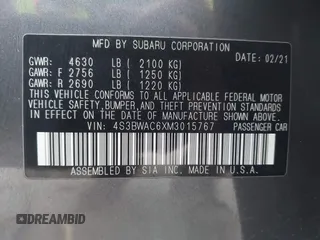 MFD BY SUBARU CORPORATION
DATE: 02/21
GVWR: 4630 LB ( 2100 KG)
GAWR: F 2756 LB ( 1250 KG)
GAWR: R 2690 LB ( 1220 KG)
THIS VEHICLE CONFORMS TO ALL APPLICABLE FEDERAL MOTOR
VEHICLE SAFETY, BUMPER, AND THEFT PREVENTION STANDARDS
IN EFFECT ON THE DATE OF MANUFACTURE SHOWN ABOVE.
VIN: 4S3BWAC6XM3015767
PASSENGER CAR
ASSEMBLED BY SIA INC. MADE IN U.S.A.
DREAMBID